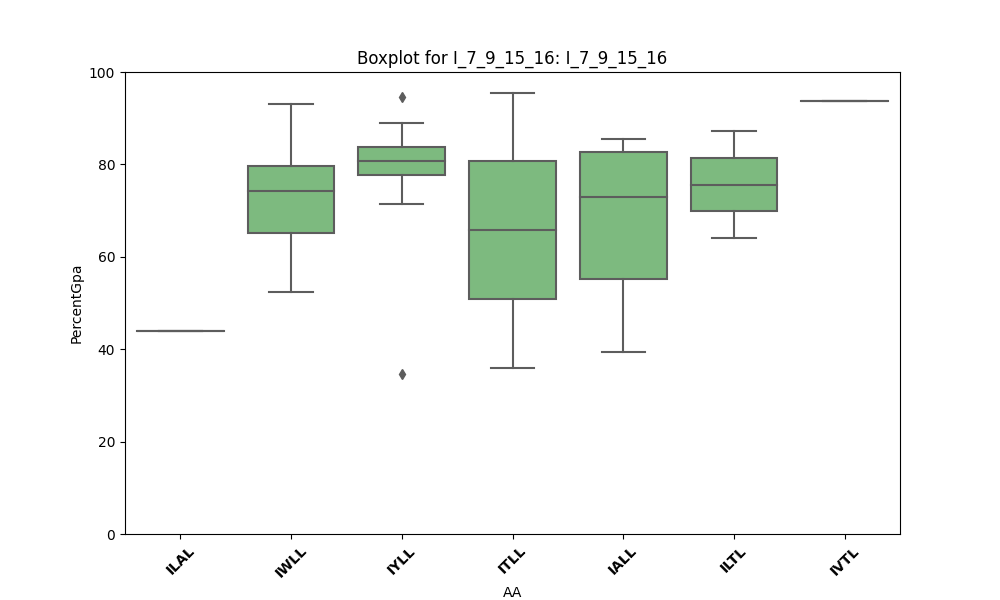 Boxplot for I_7_9_15_16: I_7_9_15_16
100
80
60
40
20
0
PercentGpa
ILAL IWLL IYLL ITLL IALL ILTL IVTL
AA